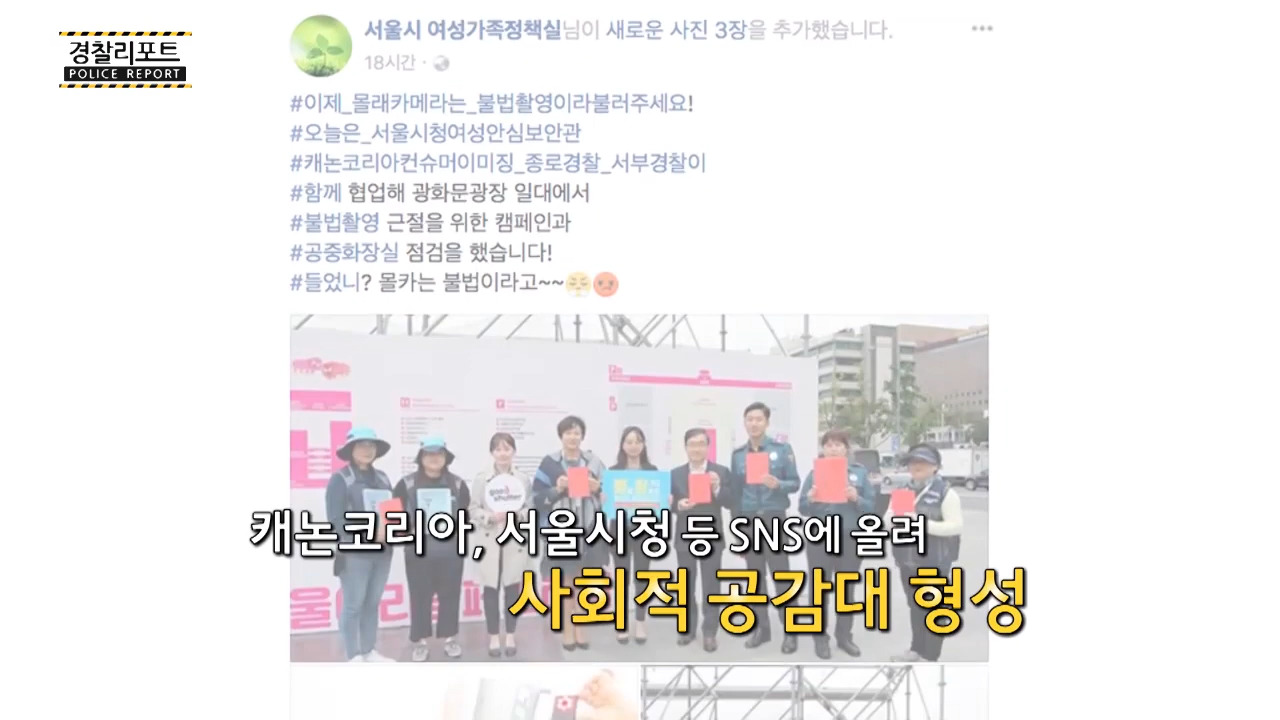 경찰리포트
POLICE REPORT
서울시 여성가족정책실님이 새로운 사진 3장을 추가했습니다.
18시간 ·
#이제_몰래카메라는_불법촬영이라불러주세요!
#오늘은_서울시청여성안심보안관
#캐논코리아컨슈머이미징_종로경찰_서부경찰이
#함께 협업해 광화문광장 일대에서
#불법촬영 근절을 위한 캠페인과
#공중화장실 점검을 했습니다!
#들었니? 몰카는 불법이라고~~
good
shutter
캐논코리아, 서울시청 등 SNS에 올려
사회적 공감대 형성